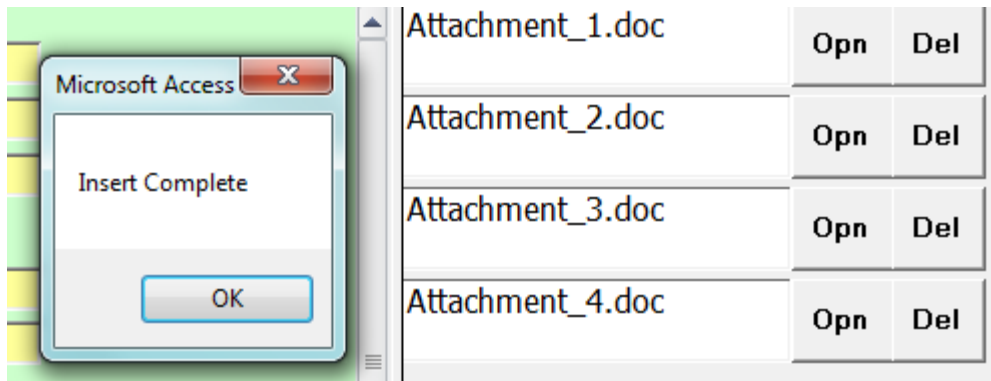 Microsoft Access
Insert Complete
OK
Attachment_1.doc Opn Del
Attachment_2.doc Opn Del
Attachment_3.doc Opn Del
Attachment_4.doc Opn Del